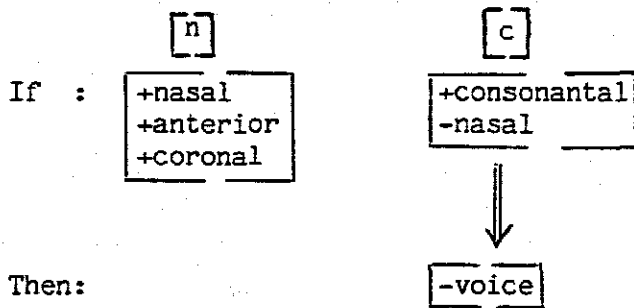 n c
If : +nasal +consonantal
+anterior -nasal
+coronal
Then: -voice